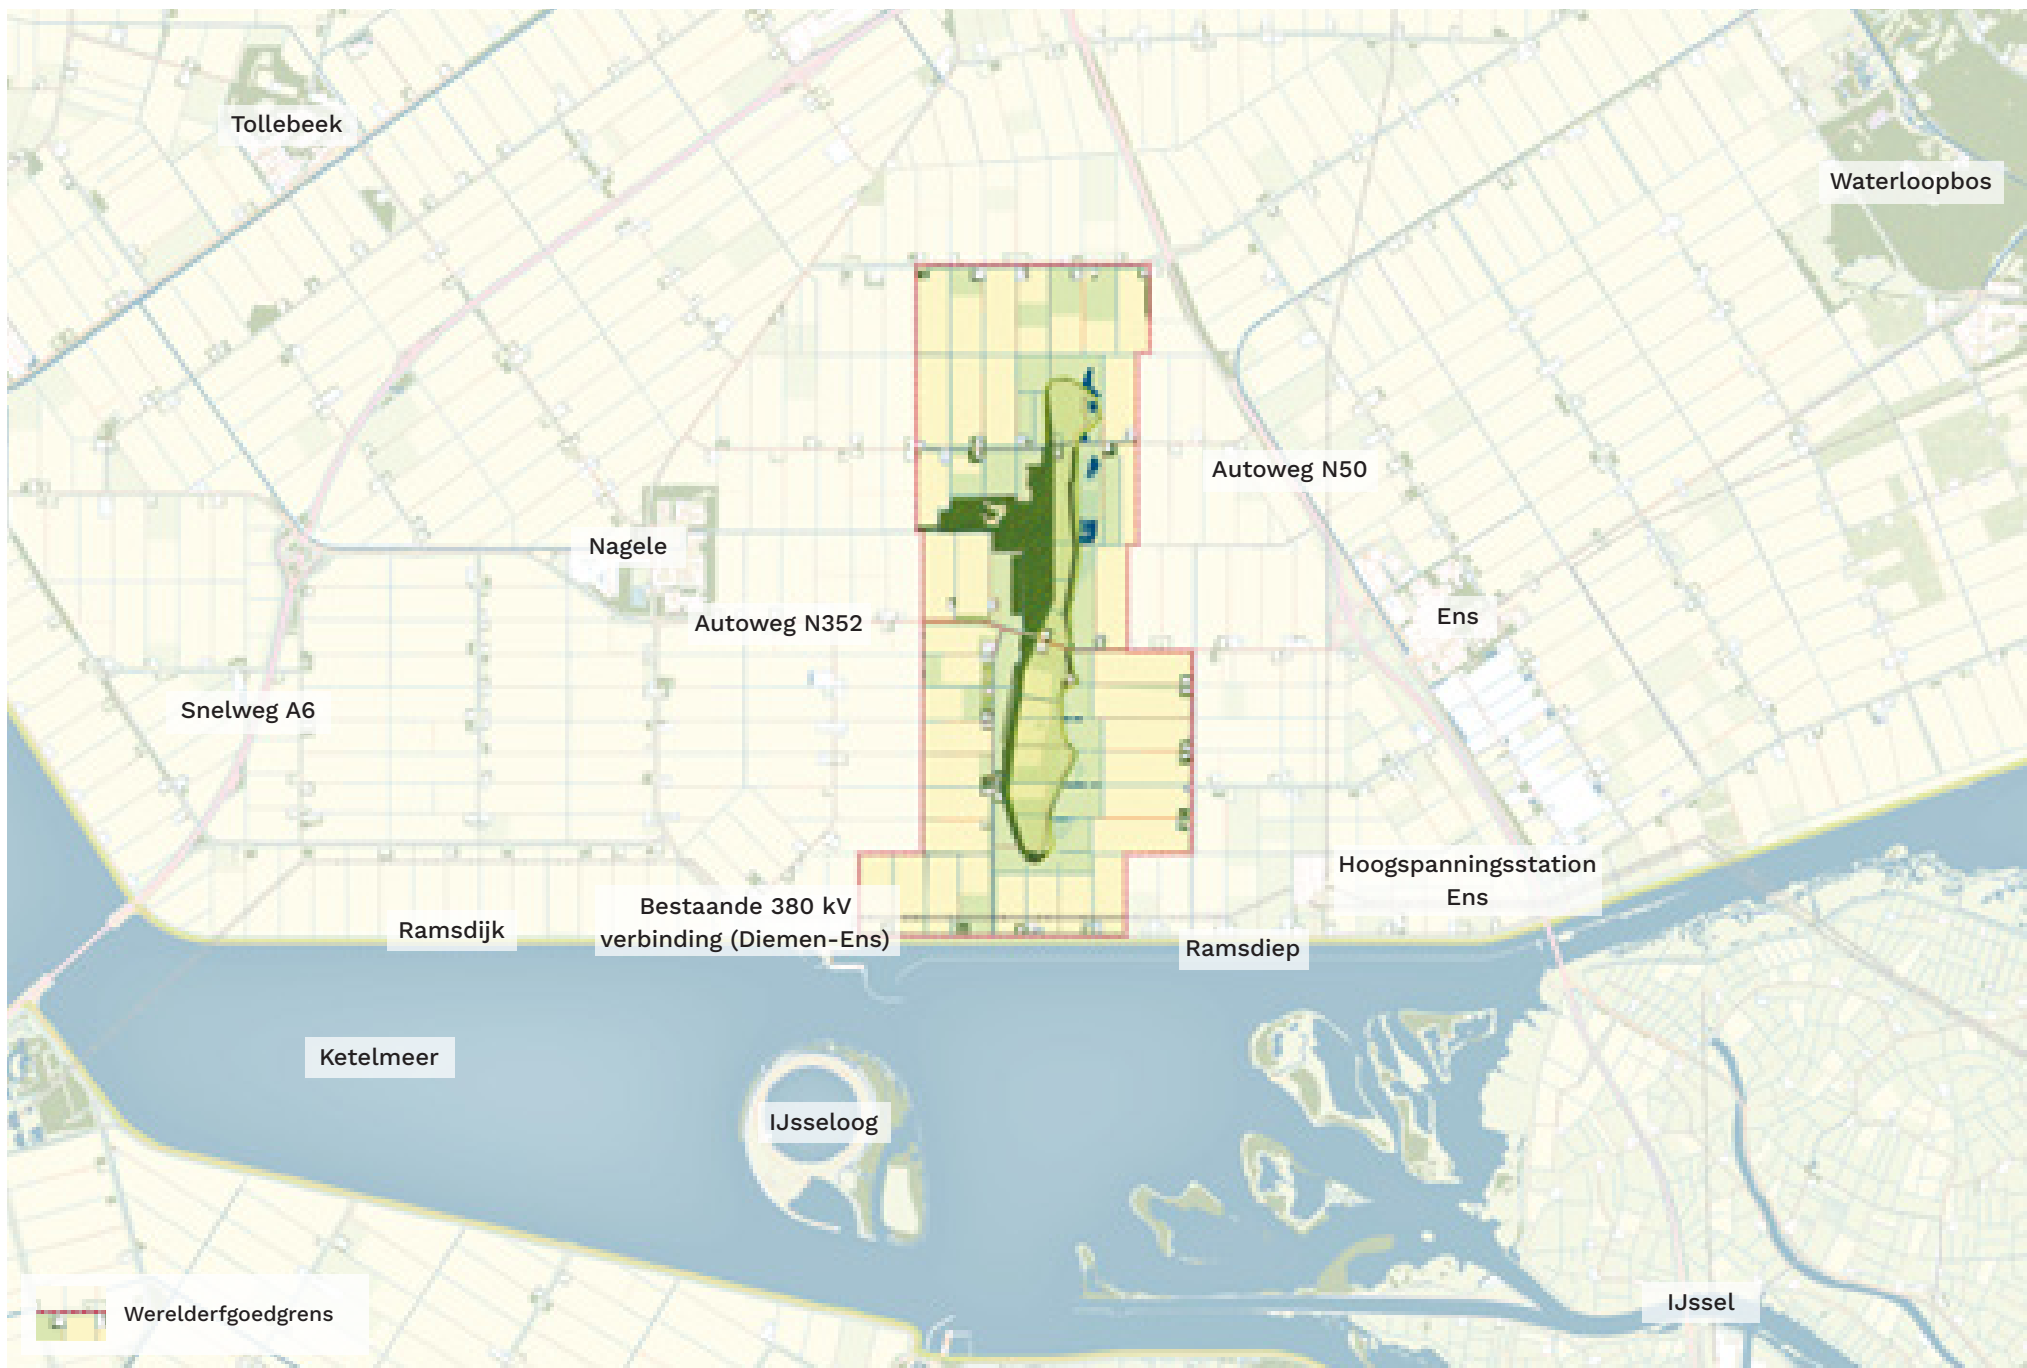 Tollebeek
Waterloopbos
Autoweg N50
Nagele
Autoweg N352
Ens
Snelweg A6
Hoogspanningsstation
Ens
Bestaande 380 kV
verbinding (Diemen-Ens)
Ramsdijk
Ramsdiep
Ketelmeer
IJsseloog
IJssel
Werelderfgoedgrens